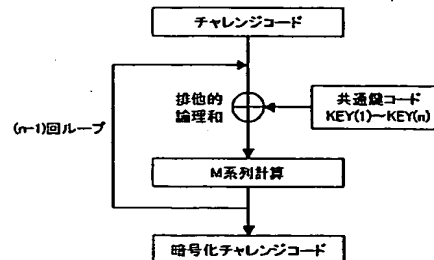 チャレンジコード
排他的
論理和
共通鍵コード
KEY(1)～KEY(n)
(n-1)回ループ
M系列計算
暗号化チャレンジコード